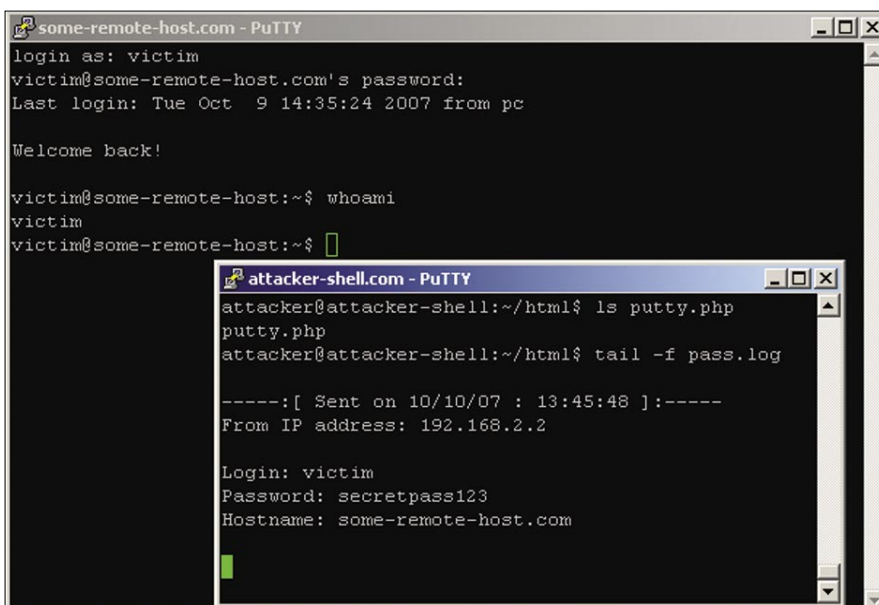 some-remote-host.com - PuTTY
login as: victim
victim@some-remote-host.com's password:
Last login: Tue Oct  9 14:35:24 2007 from pc
Welcome back!
victim@some-remote-host:~$ whoami
victim
victim@some-remote-host:~$
attacker-shell.com - PuTTY
attacker@attacker-shell:~/html$ ls putty.php
putty.php
attacker@attacker-shell:~/html$ tail -f pass.log
-----:[ Sent on 10/10/07 : 13:45:48 ]:-----
From IP address: 192.168.2.2
Login: victim
Password: secretpass123
Hostname: some-remote-host.com